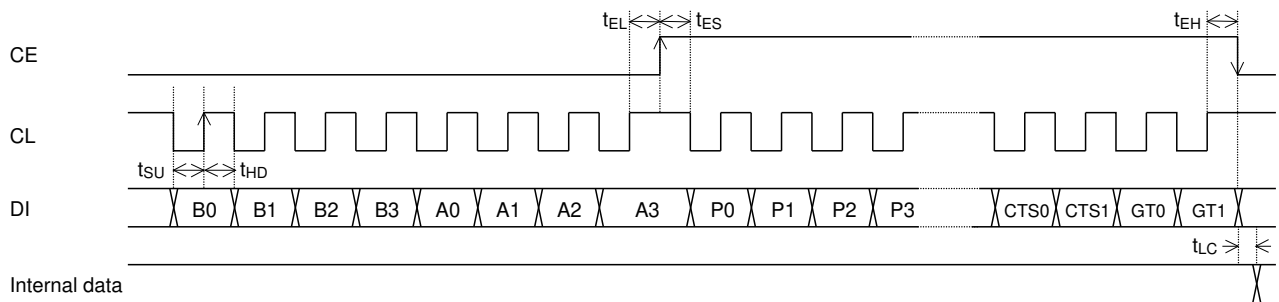 tEL tES tEH
CE
CL
tSU tHD
DI B0 B1 B2 B3 A0 A1 A2 A3 P0 P1 P2 P3 CTS0 CTS1 GT0 GT1
tLC
Internal data